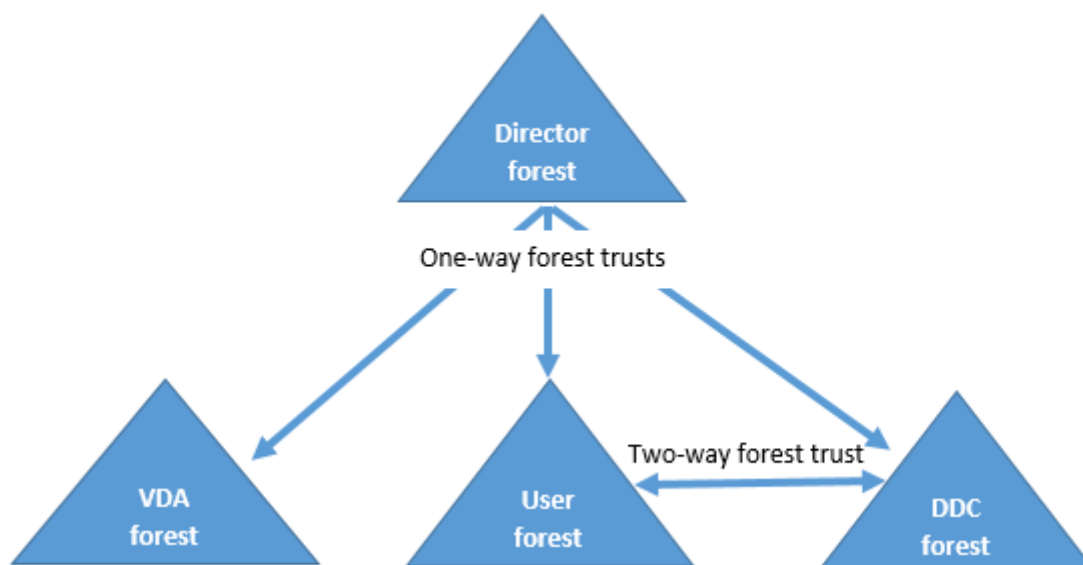 Director
forest
One-way forest trusts
Two-way forest trust
VDA
forest
User
forest
DDC
forest